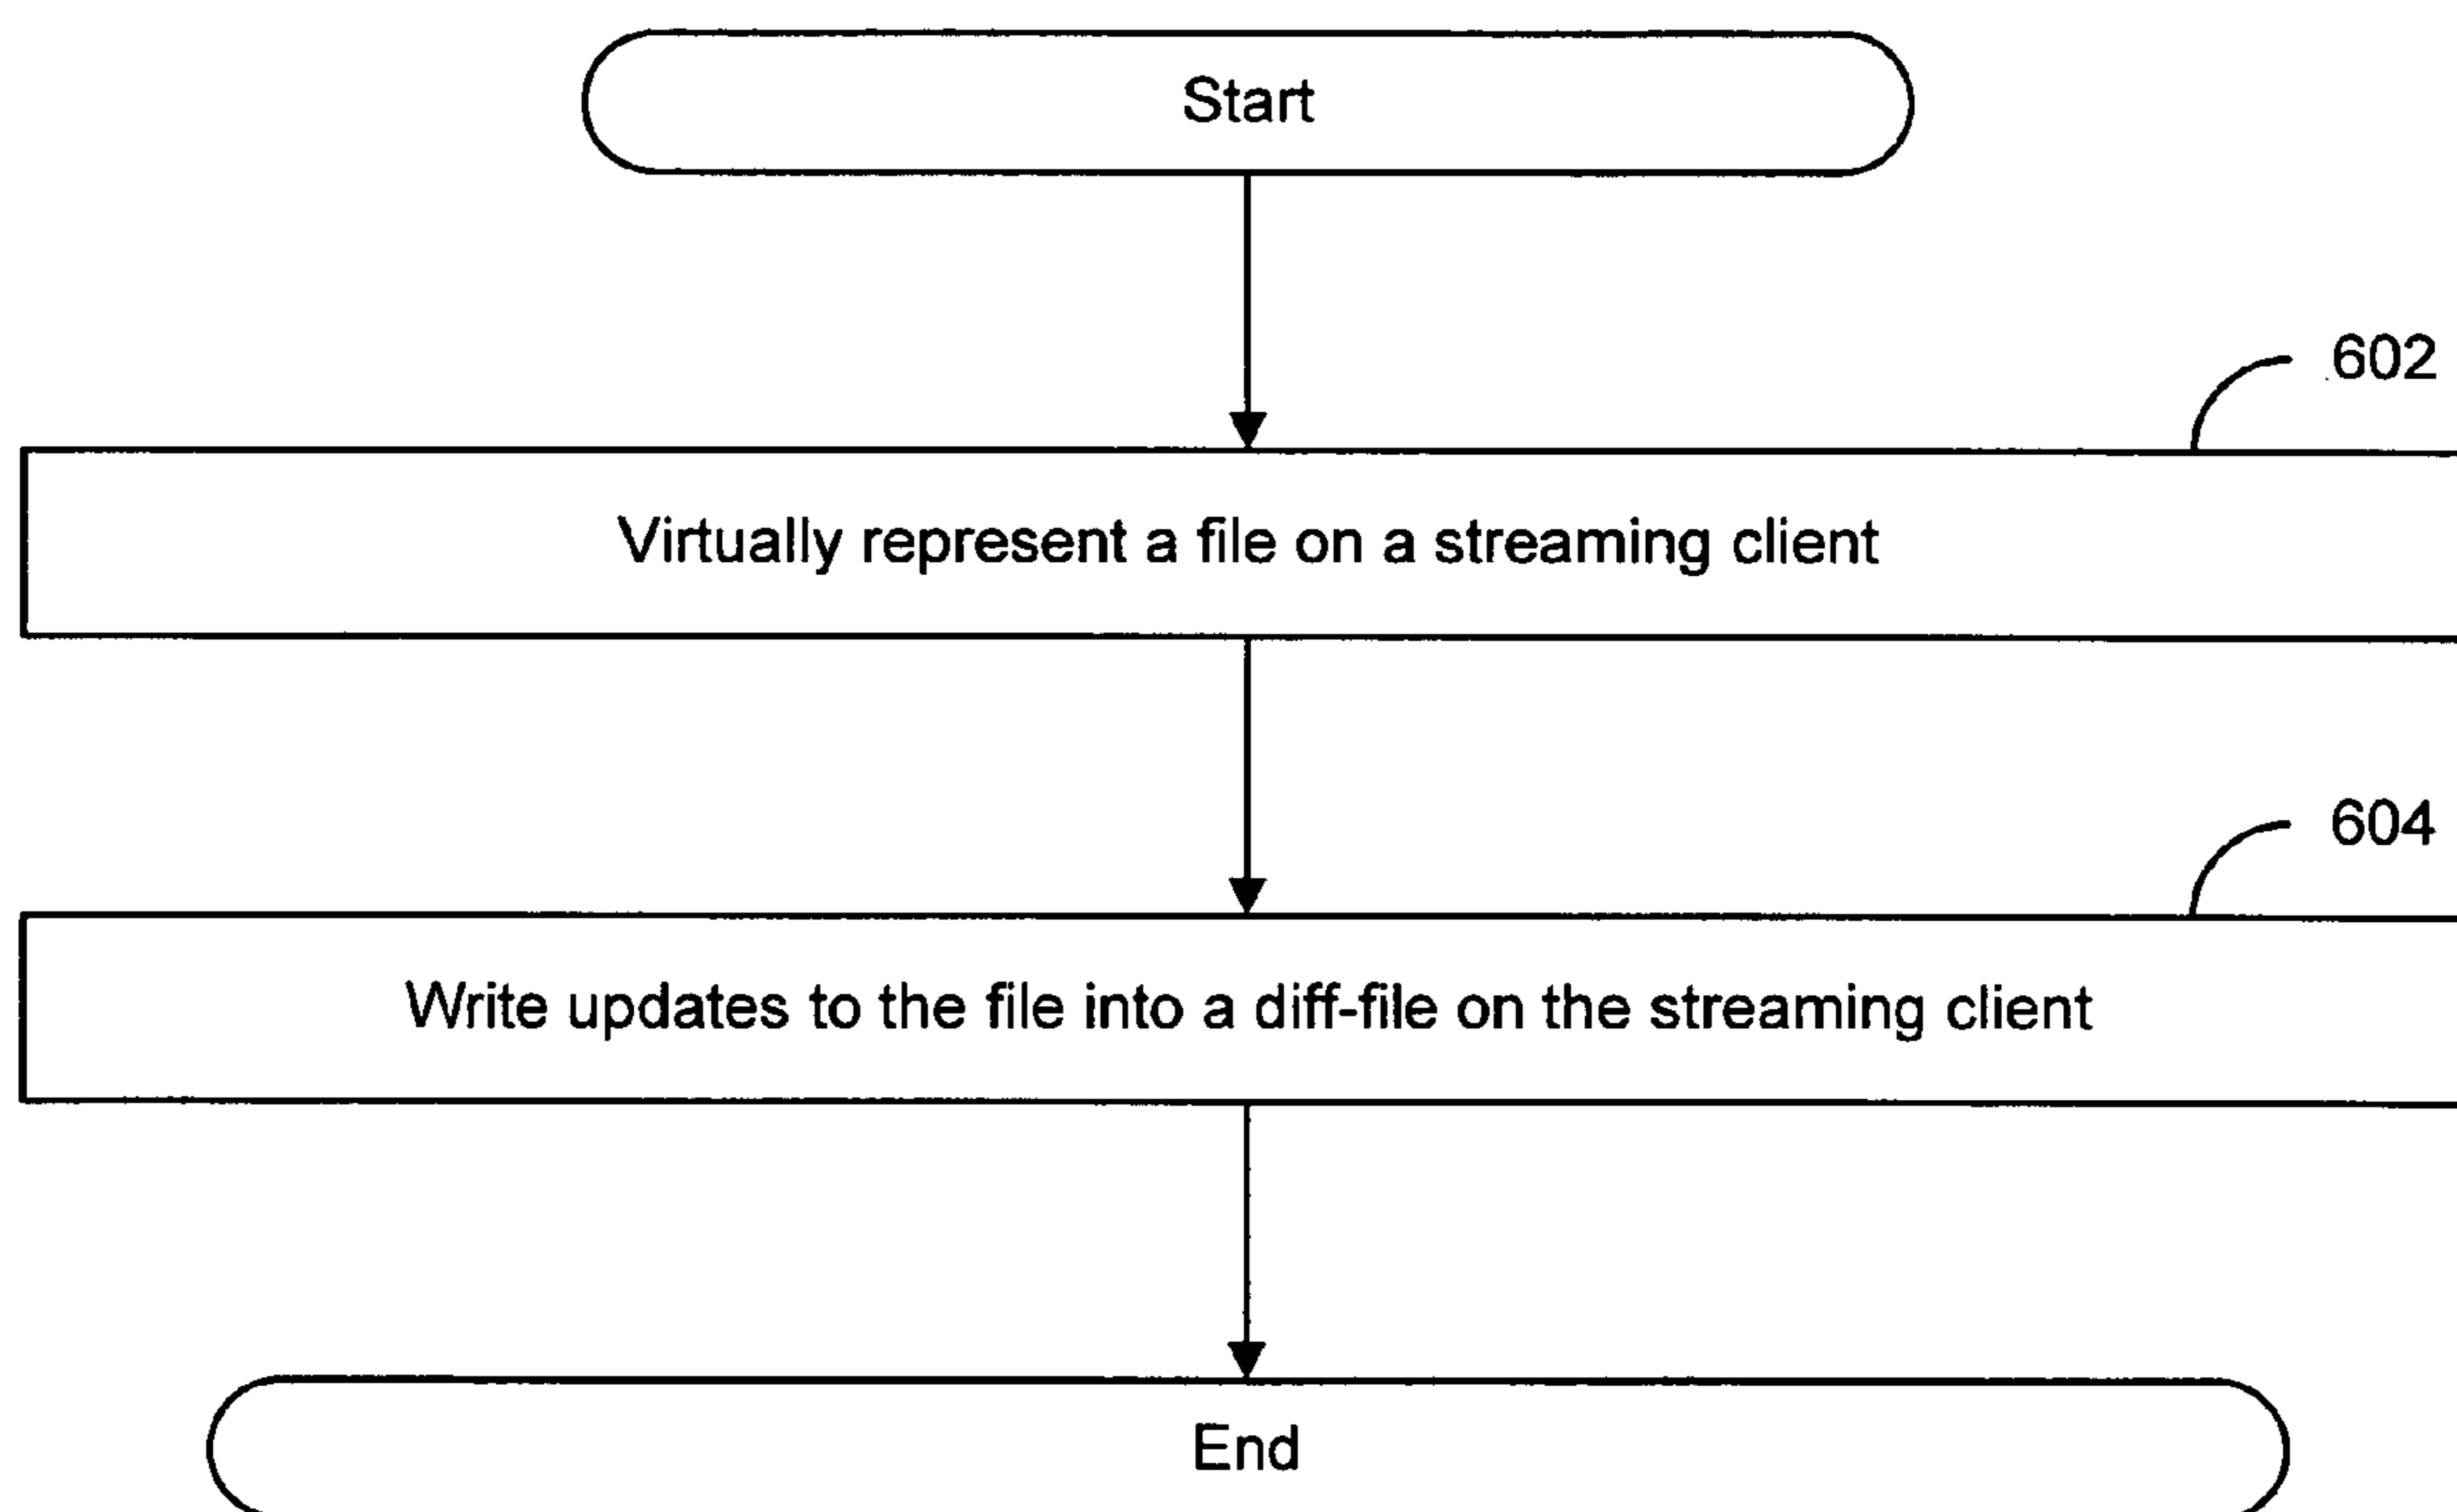 Start
602
Virtually represent a file on a streaming client
604
Write updates to the file into a diff-file on the streaming client
End